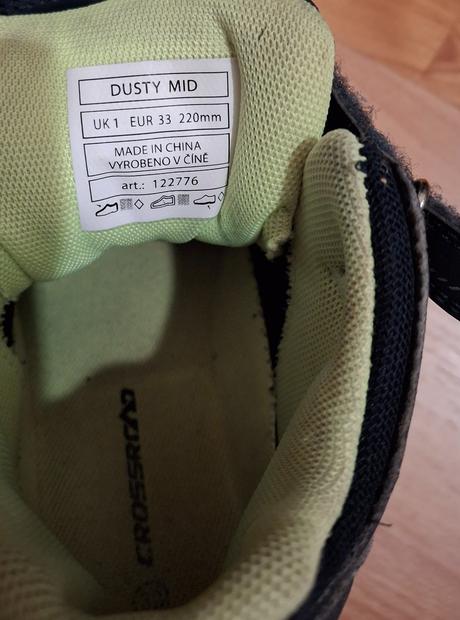 DUSTY MID
UK 1 EUR 33 220mm
MADE IN CHINA
VYROBENO V ČÍNĚ
art.: 122776
CROSSROAD